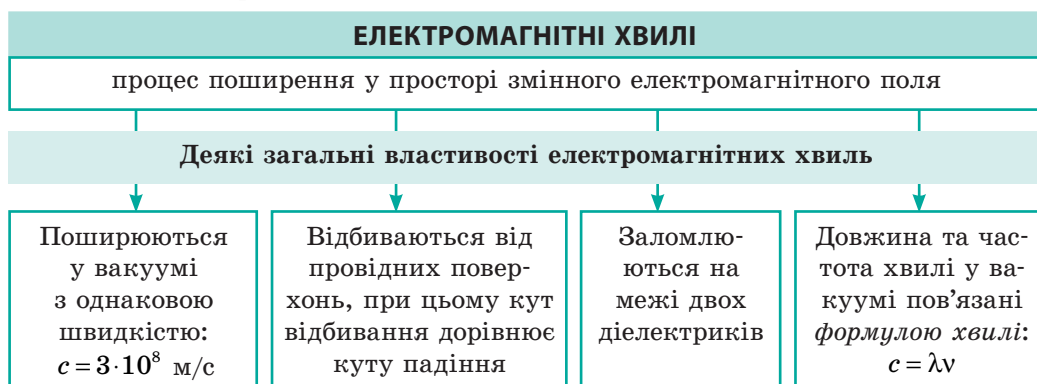 ЕЛЕКТРОМАГНІТНІ ХВИЛІ
процес поширення у просторі змінного електромагнітного поля
Деякі загальні властивості електромагнітних хвиль
Поширюються
у вакуумі
з однаковою
швидкістю:
c = 3·10⁸ м/с
Відбиваються від
провідних повер-
хонь, при цьому кут
відбивання дорівнює
куту падіння
Заломлю-
ються на
межі двох
діелектриків
Довжина та час-
тота хвилі у ва-
куумі пов’язані
формулою хвилі:
c = λν